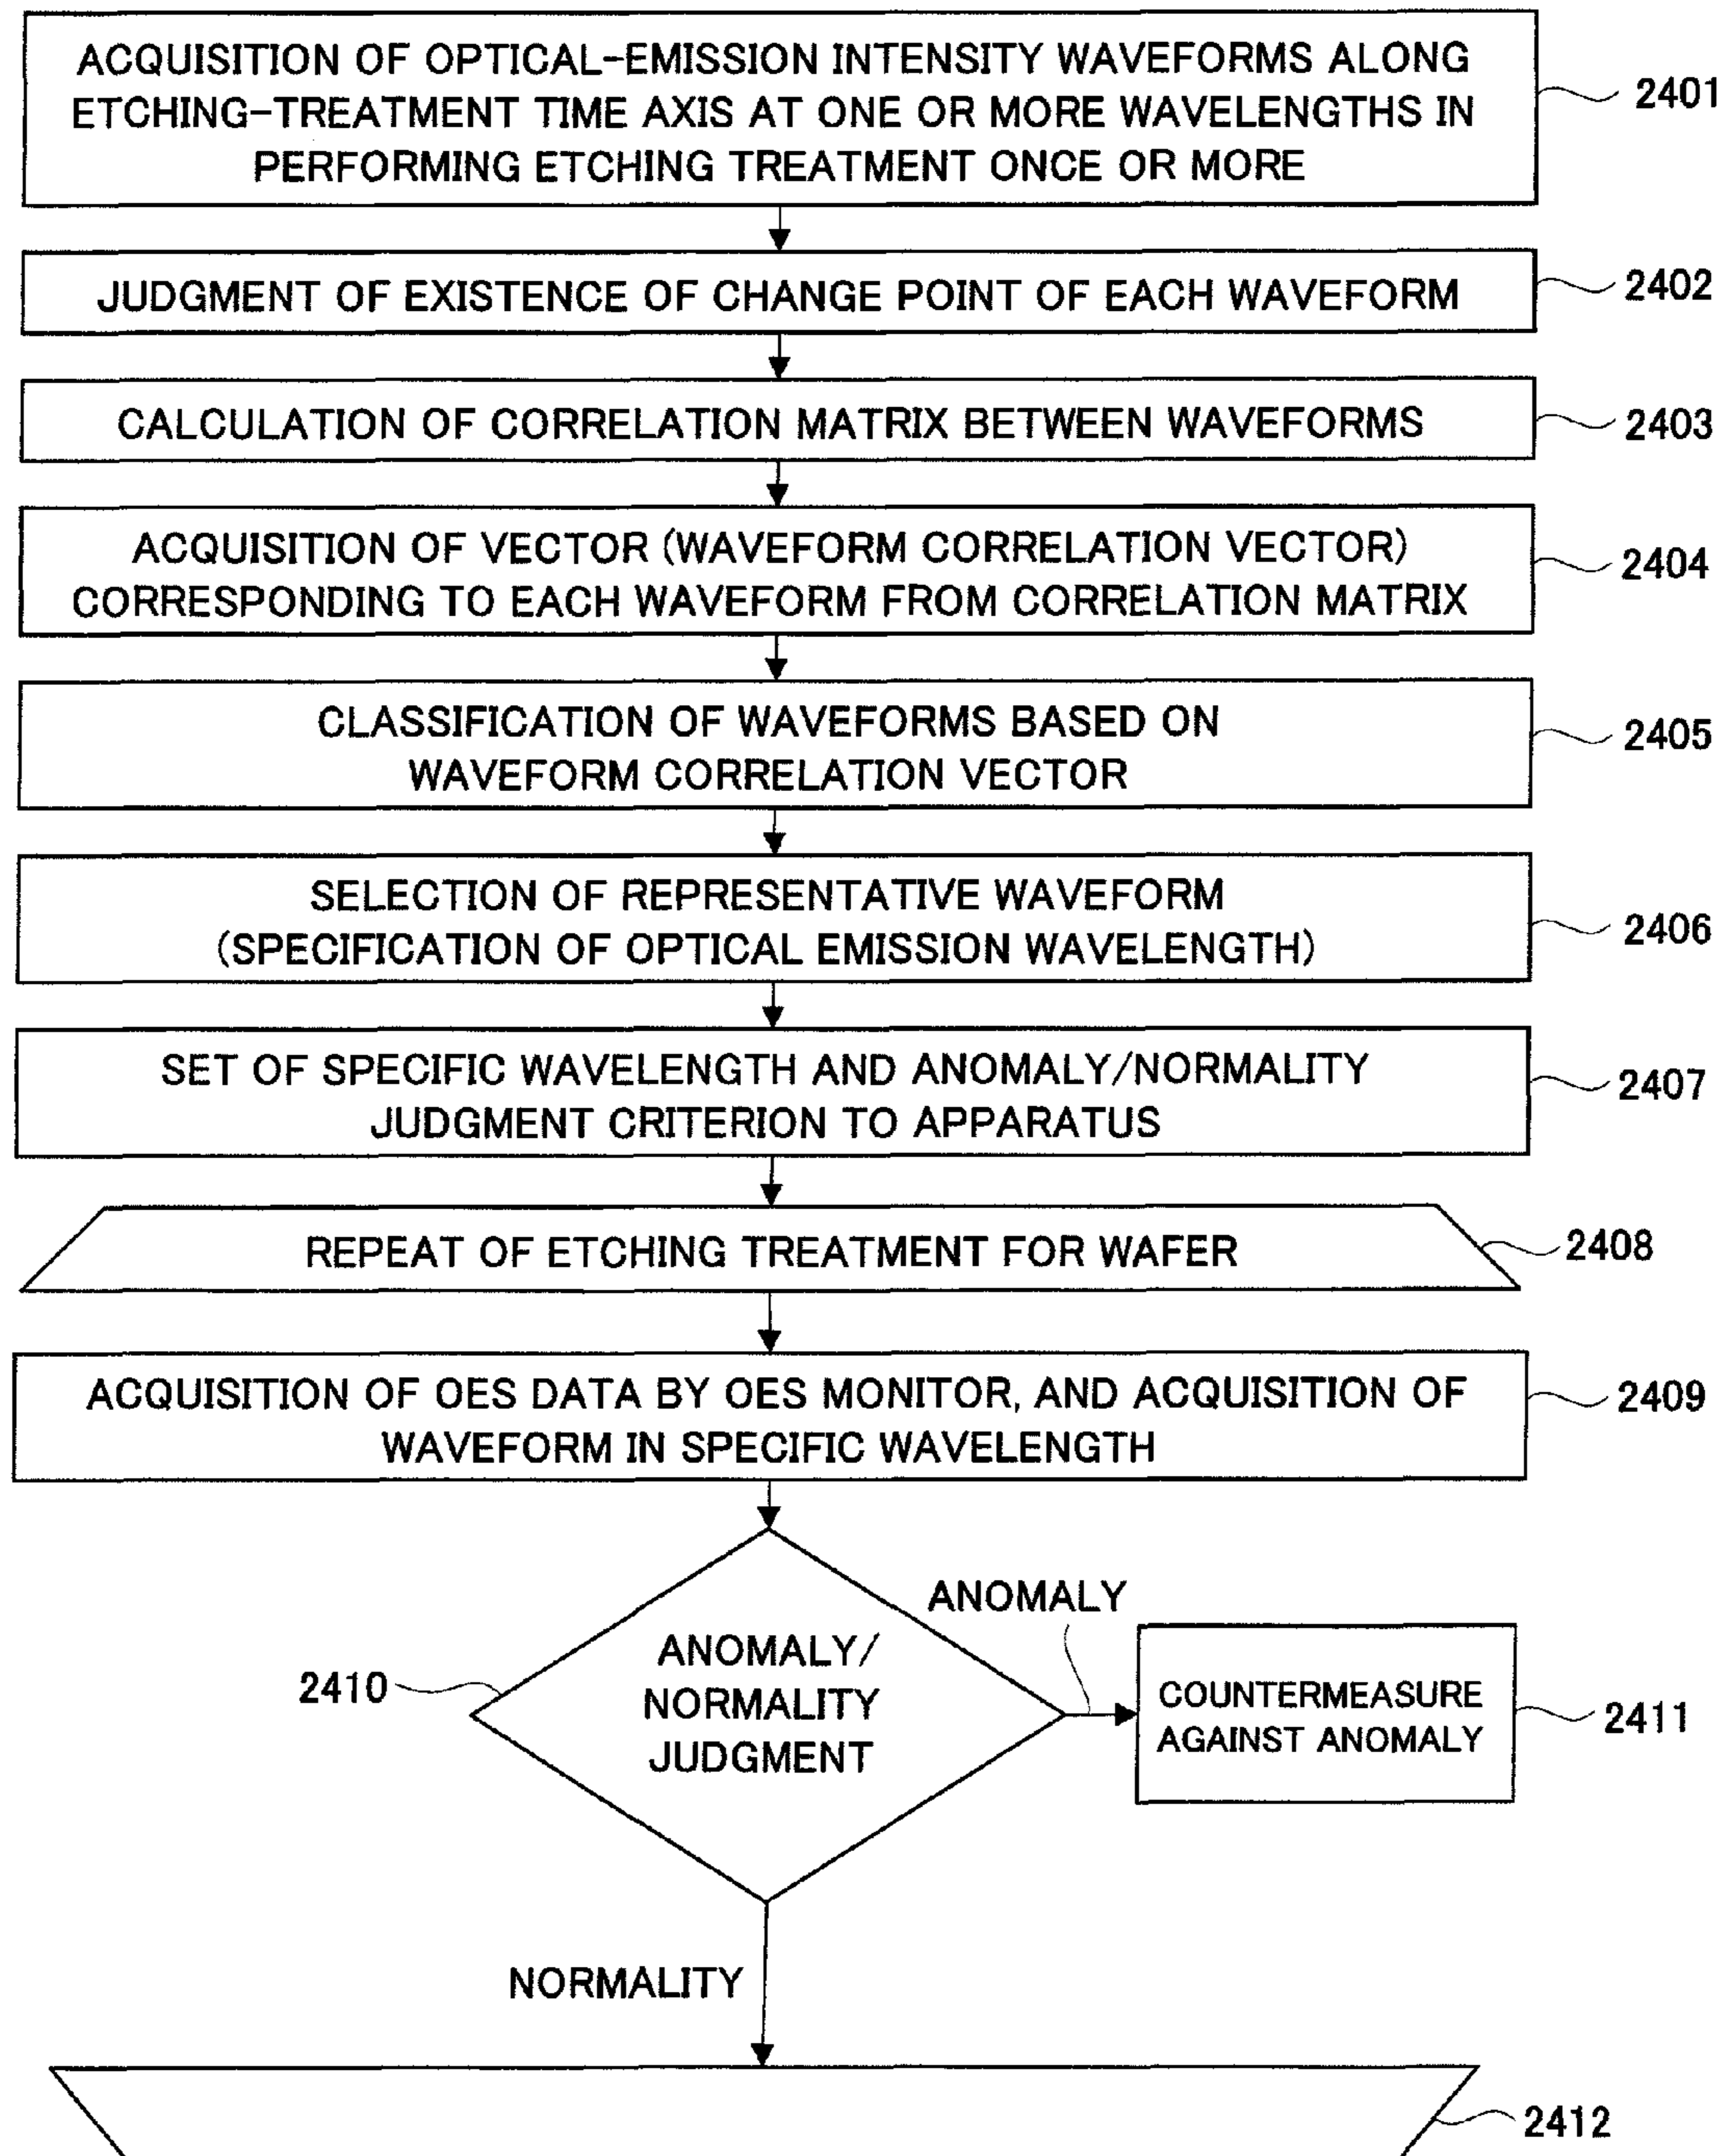 ACQUISITION OF OPTICAL-EMISSION INTENSITY WAVEFORMS ALONG
ETCHING-TREATMENT TIME AXIS AT ONE OR MORE WAVELENGTHS IN
PERFORMING ETCHING TREATMENT ONCE OR MORE
2401
JUDGMENT OF EXISTENCE OF CHANGE POINT OF EACH WAVEFORM
2402
CALCULATION OF CORRELATION MATRIX BETWEEN WAVEFORMS
2403
ACQUISITION OF VECTOR (WAVEFORM CORRELATION VECTOR)
CORRESPONDING TO EACH WAVEFORM FROM CORRELATION MATRIX
2404
CLASSIFICATION OF WAVEFORMS BASED ON
WAVEFORM CORRELATION VECTOR
2405
SELECTION OF REPRESENTATIVE WAVEFORM
(SPECIFICATION OF OPTICAL EMISSION WAVELENGTH)
2406
SET OF SPECIFIC WAVELENGTH AND ANOMALY/NORMALITY
JUDGMENT CRITERION TO APPARATUS
2407
REPEAT OF ETCHING TREATMENT FOR WAFER
2408
ACQUISITION OF OES DATA BY OES MONITOR, AND ACQUISITION OF
WAVEFORM IN SPECIFIC WAVELENGTH
2409
ANOMALY
ANOMALY/
NORMALITY
JUDGMENT
2410
COUNTERMEASURE
AGAINST ANOMALY
2411
NORMALITY
2412